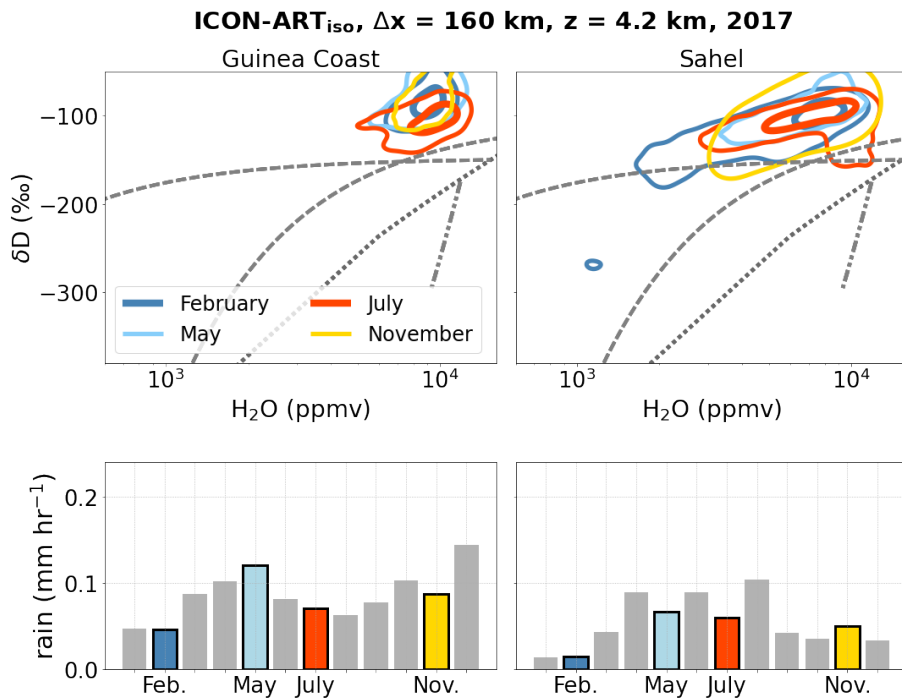 ICON-ARTiso, Δx = 160 km, z = 4.2 km, 2017
Guinea Coast
Sahel
δD (‰)
−100
−200
−300
February
July
May
November
10³
10⁴
10³
10⁴
H₂O (ppmv)
H₂O (ppmv)
rain (mm hr⁻¹)
0.2
0.1
0.0
Feb.
May
July
Nov.
Feb.
May
July
Nov.